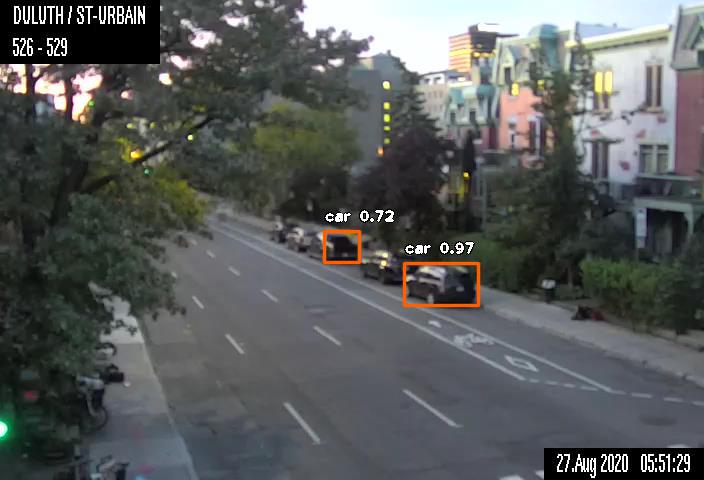 DULUTH / ST-URBAIN
526 - 529
car 0.72
car 0.97
27.Aug 2020 05:51:29